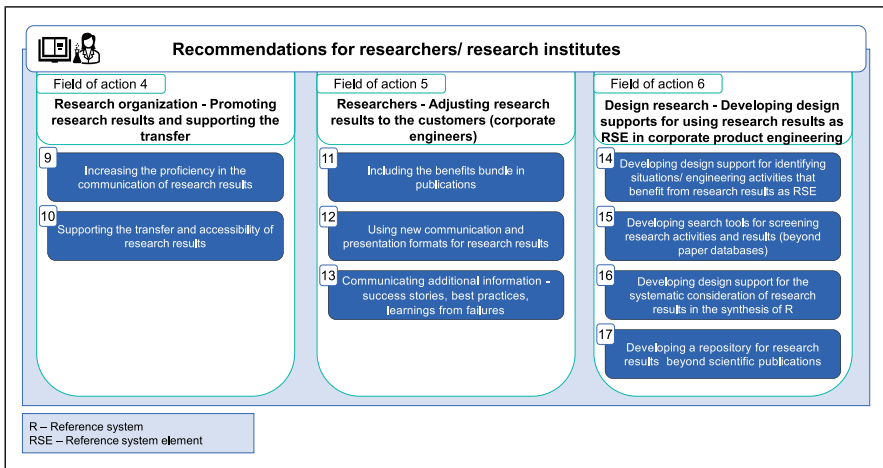 Recommendations for researchers/ research institutes
Field of action 4
Research organization - Promoting
research results and supporting the
transfer
9
Increasing the proficiency in the
communication of research results
10
Supporting the transfer and accessibility of
research results
Field of action 5
Researchers - Adjusting research
results to the customers (corporate
engineers)
11
Including the benefits bundle in
publications
12
Using new communication and
presentation formats for research results
13
Communicating additional information -
success stories, best practices,
learnings from failures
Field of action 6
Design research - Developing design
supports for using research results as
RSE in corporate product engineering
14
Developing design support for identifying
situations/ engineering activities that
benefit from research results as RSE
15
Developing search tools for screening
research activities and results (beyond
paper databases)
16
Developing design support for the
systematic consideration of research
results in the synthesis of R
17
Developing a repository for research
results beyond scientific publications
R – Reference system
RSE – Reference system element